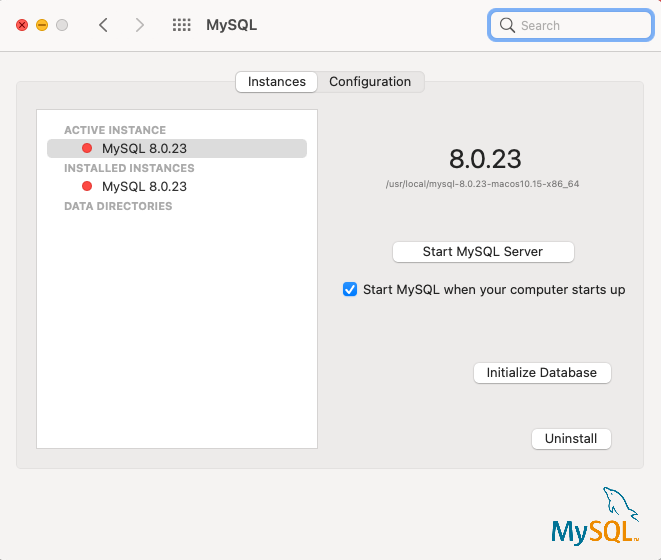 MySQL
Search
Instances
Configuration
ACTIVE INSTANCE
MySQL 8.0.23
INSTALLED INSTANCES
MySQL 8.0.23
DATA DIRECTORIES
8.0.23
/usr/local/mysql-8.0.23-macos10.15-x86_64
Start MySQL Server
Start MySQL when your computer starts up
Initialize Database
Uninstall
MySQL™